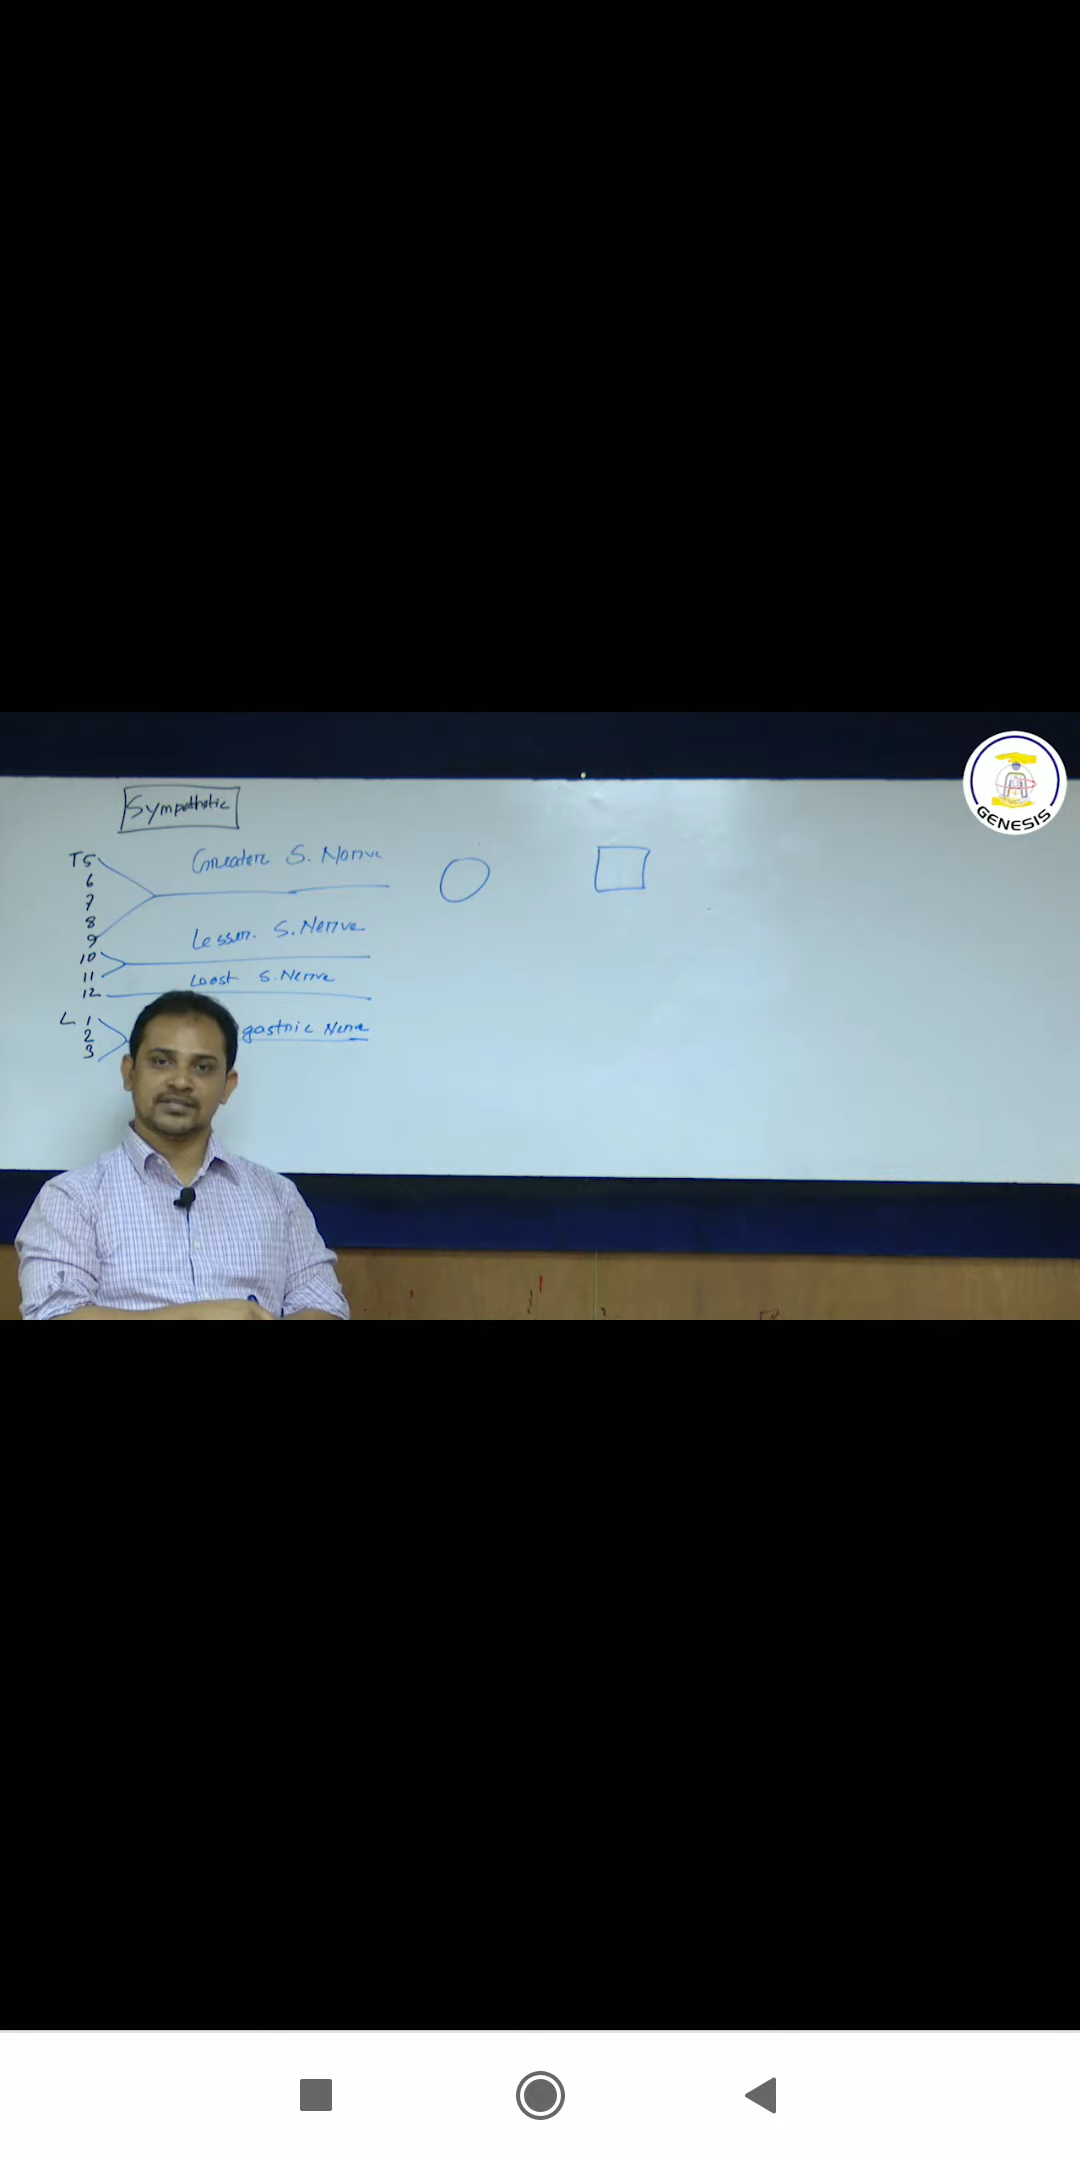 GENESIS
Sympathetic
T5 Greater S. Nerve
6
7
8
9 Lesser. S. Nerve
10
11 Least S. Nerve
12
L 1 gastric Nerve
2
3